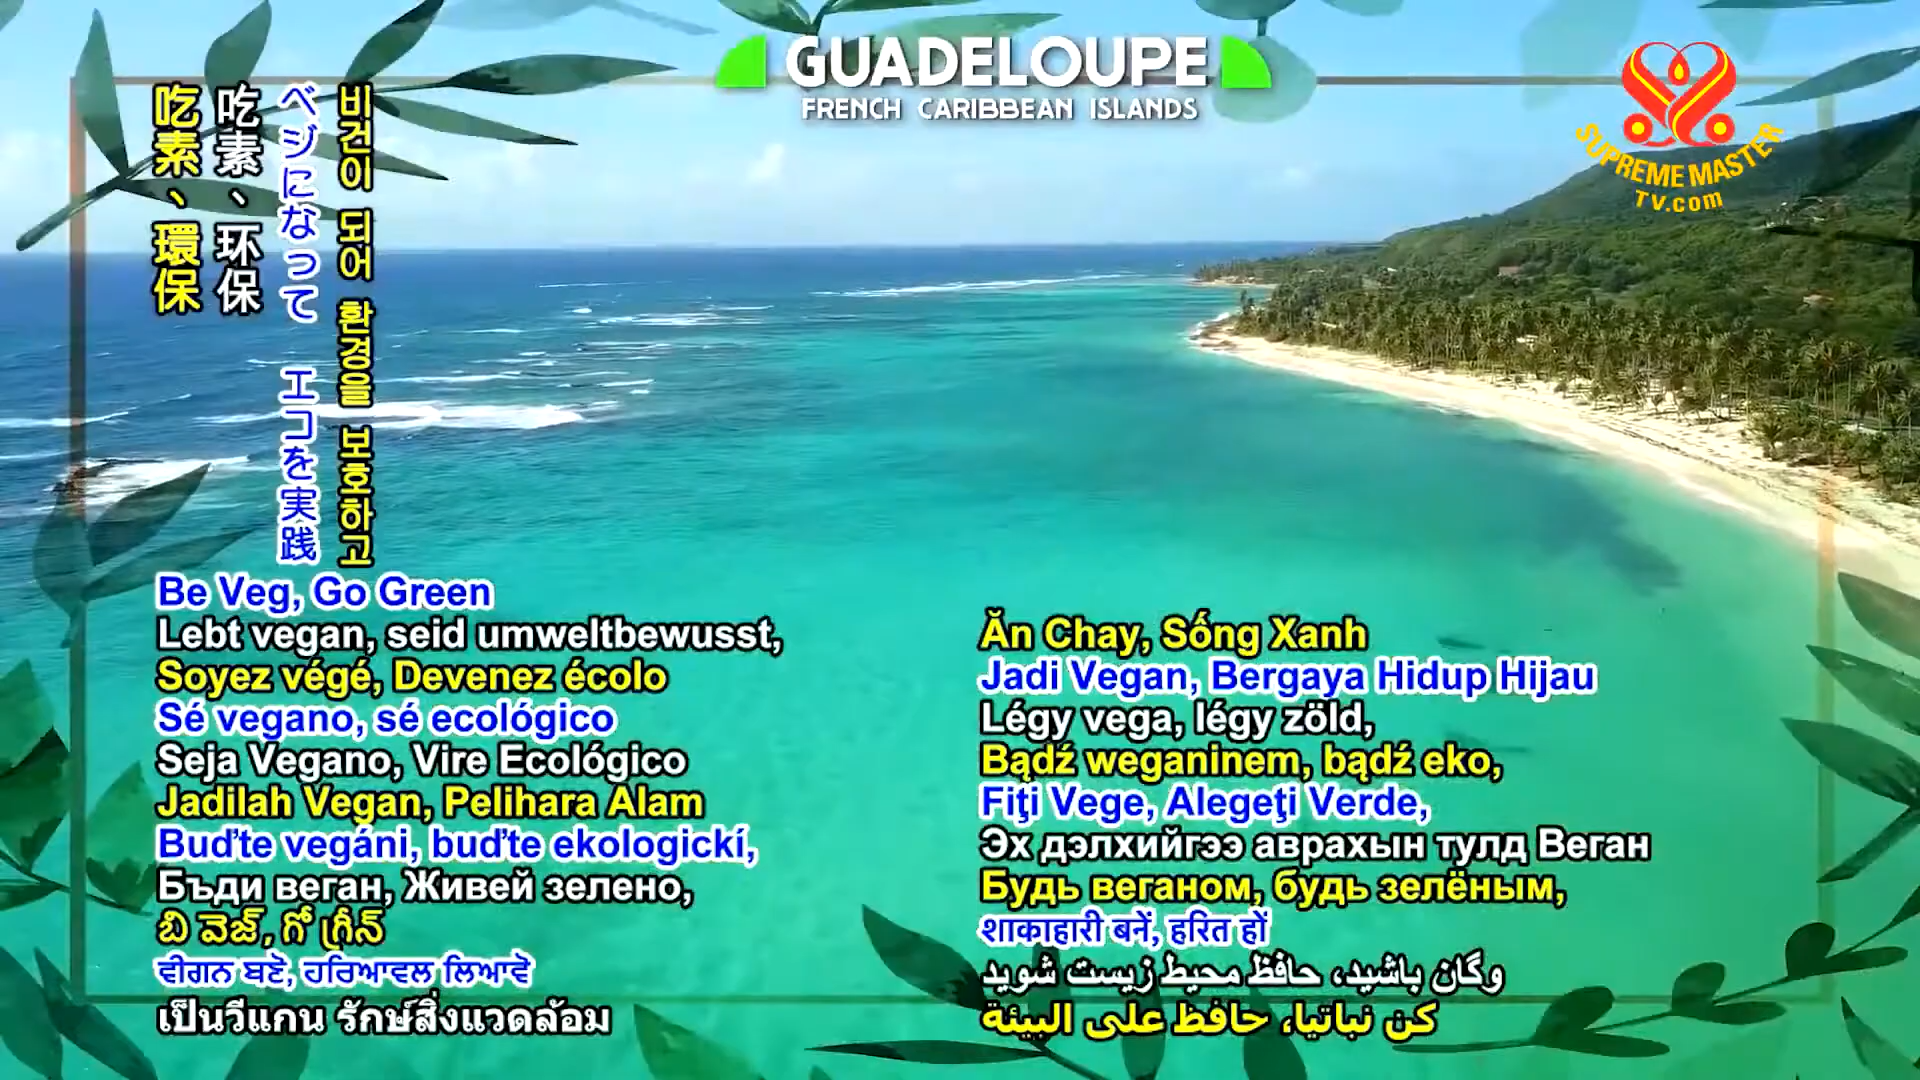 GUADELOUPE
FRENCH CARIBBEAN ISLANDS
SUPREME MASTER
TV.com
吃素、環保
吃素、环保
ベジになって エコを実践
비건이 되어 환경을 보호하고
Be Veg, Go Green
Lebt vegan, seid umweltbewusst,
Soyez végé, Devenez écolo
Sé vegano, sé ecológico
Seja Vegano, Vire Ecológico
Jadilah Vegan, Pelihara Alam
Buďte vegáni, buďte ekologickí,
Бъди веган, Живей зелено,
బి వెజ్, గో గ్రీన్
ਵੀਗਨ ਬਣੋ, ਹਰਿਆਵਲ ਲਿਆਵੋ
เป็นวีแกน รักษ์สิ่งแวดล้อม
Ăn Chay, Sống Xanh
Jadi Vegan, Bergaya Hidup Hijau
Légy vega, légy zöld,
Bądź weganinem, bądź eko,
Fiţi Vege, Alegeţi Verde,
Эх дэлхийгээ аврахын тулд Веган
Будь веганом, будь зелёным,
शाकाहारी बनें, हरित हों
وگان باشید، حافظ محیط زیست شوید
كن نباتيا، حافظ على البيئة